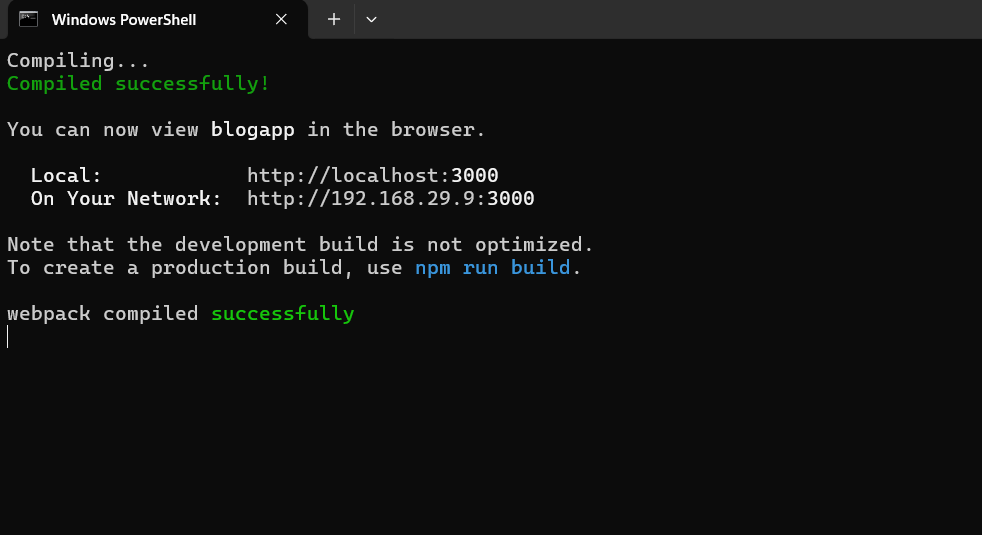 Windows PowerShell
Compiling...
Compiled successfully!
You can now view blogapp in the browser.
Local: http://localhost:3000
On Your Network: http://192.168.29.9:3000
Note that the development build is not optimized.
To create a production build, use npm run build.
webpack compiled successfully